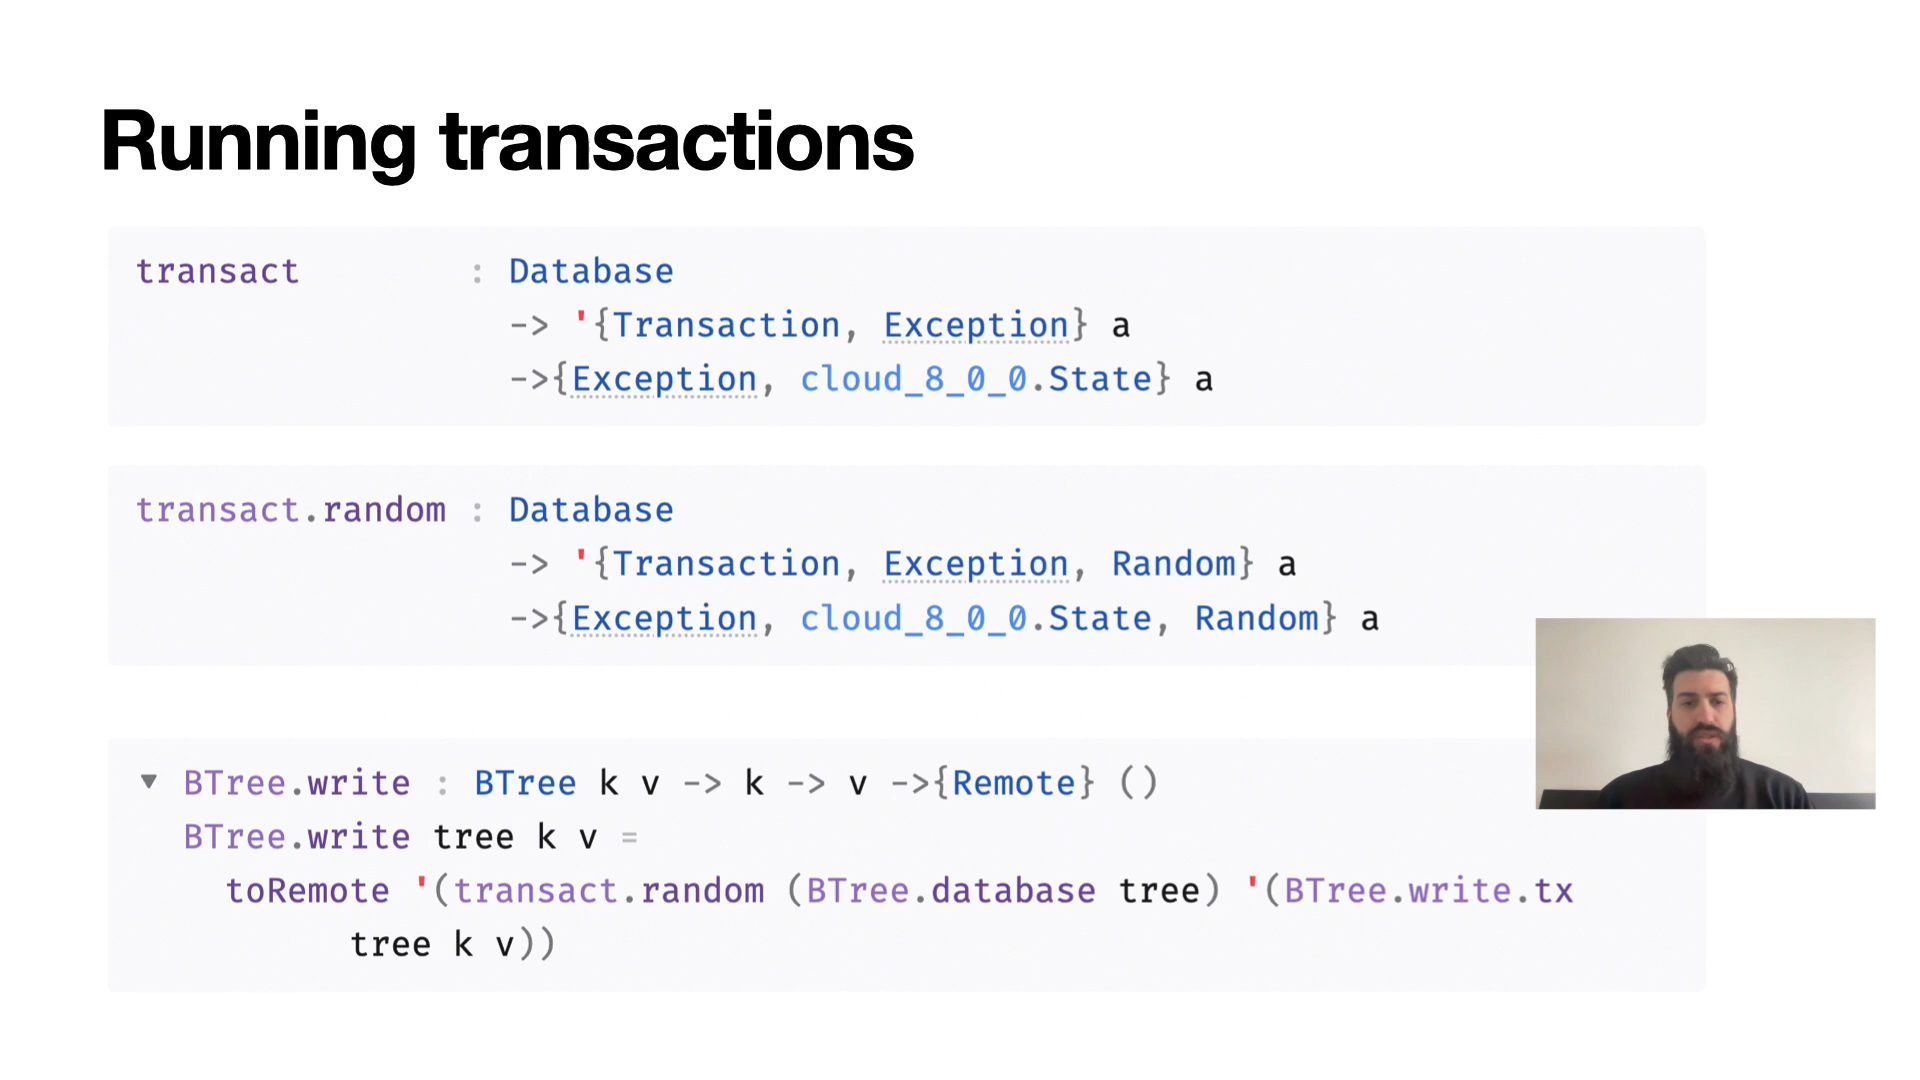 Running transactions
transact : Database
-> '{Transaction, Exception} a
->{Exception, cloud_8_0_0.State} a
transact.random : Database
-> '{Transaction, Exception, Random} a
->{Exception, cloud_8_0_0.State, Random} a
▼ BTree.write : BTree k v -> k -> v ->{Remote} ()
BTree.write tree k v =
toRemote '(transact.random (BTree.database tree) '(BTree.write.tx
tree k v))